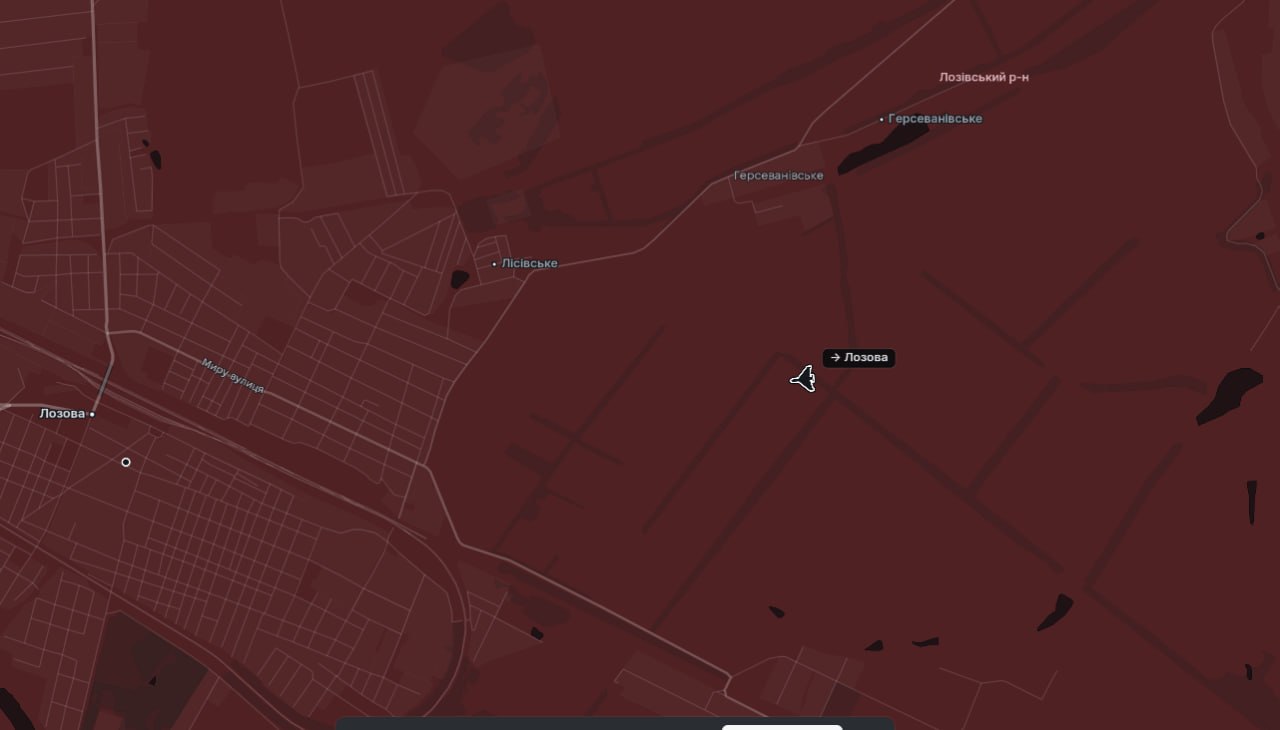 Лозівський р-н
Герсеванівське
Герсеванівське
Лісівське
→ Лозова
Миру вулиця
Лозова